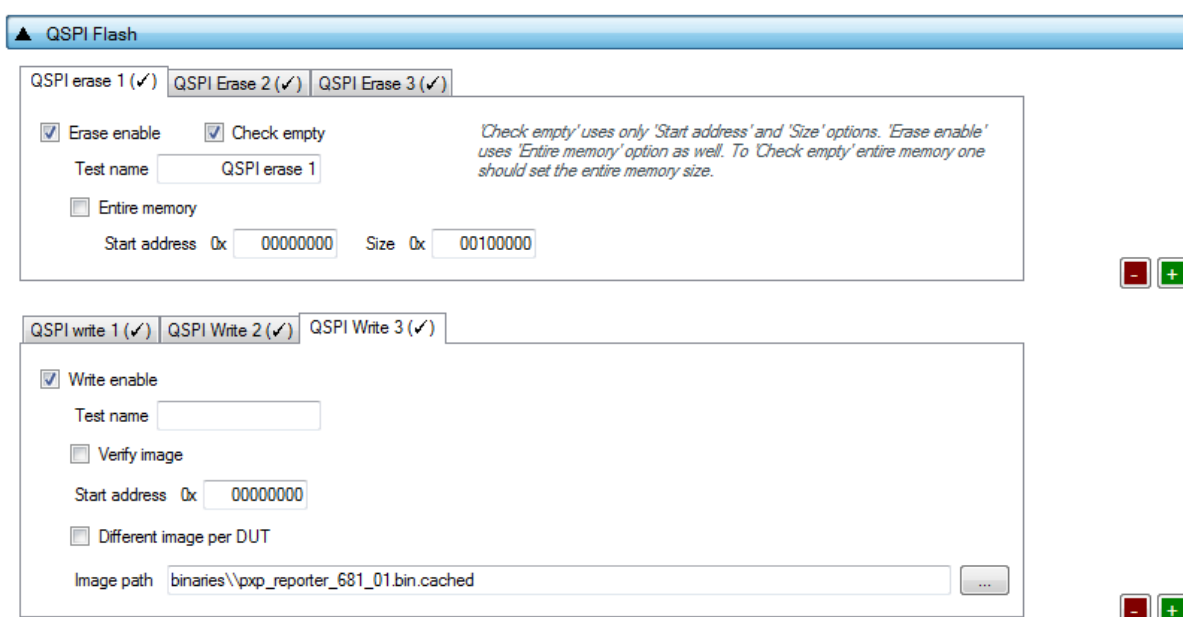 QSPI Flash
QSPI erase 1 (✓) QSPI Erase 2 (✓) QSPI Erase 3 (✓)
Erase enable Check empty
'Check empty' uses only 'Start address' and 'Size' options. 'Erase enable'
uses 'Entire memory' option as well. To 'Check empty' entire memory one
should set the entire memory size.
Test name QSPI erase 1
Entire memory
Start address 0x 00000000 Size 0x 00100000
- +
QSPI write 1 (✓) QSPI Write 2 (✓) QSPI Write 3 (✓)
Write enable
Test name
Verify image
Start address 0x 00000000
Different image per DUT
Image path binaries\\pxp_reporter_681_01.bin.cached ...
- +